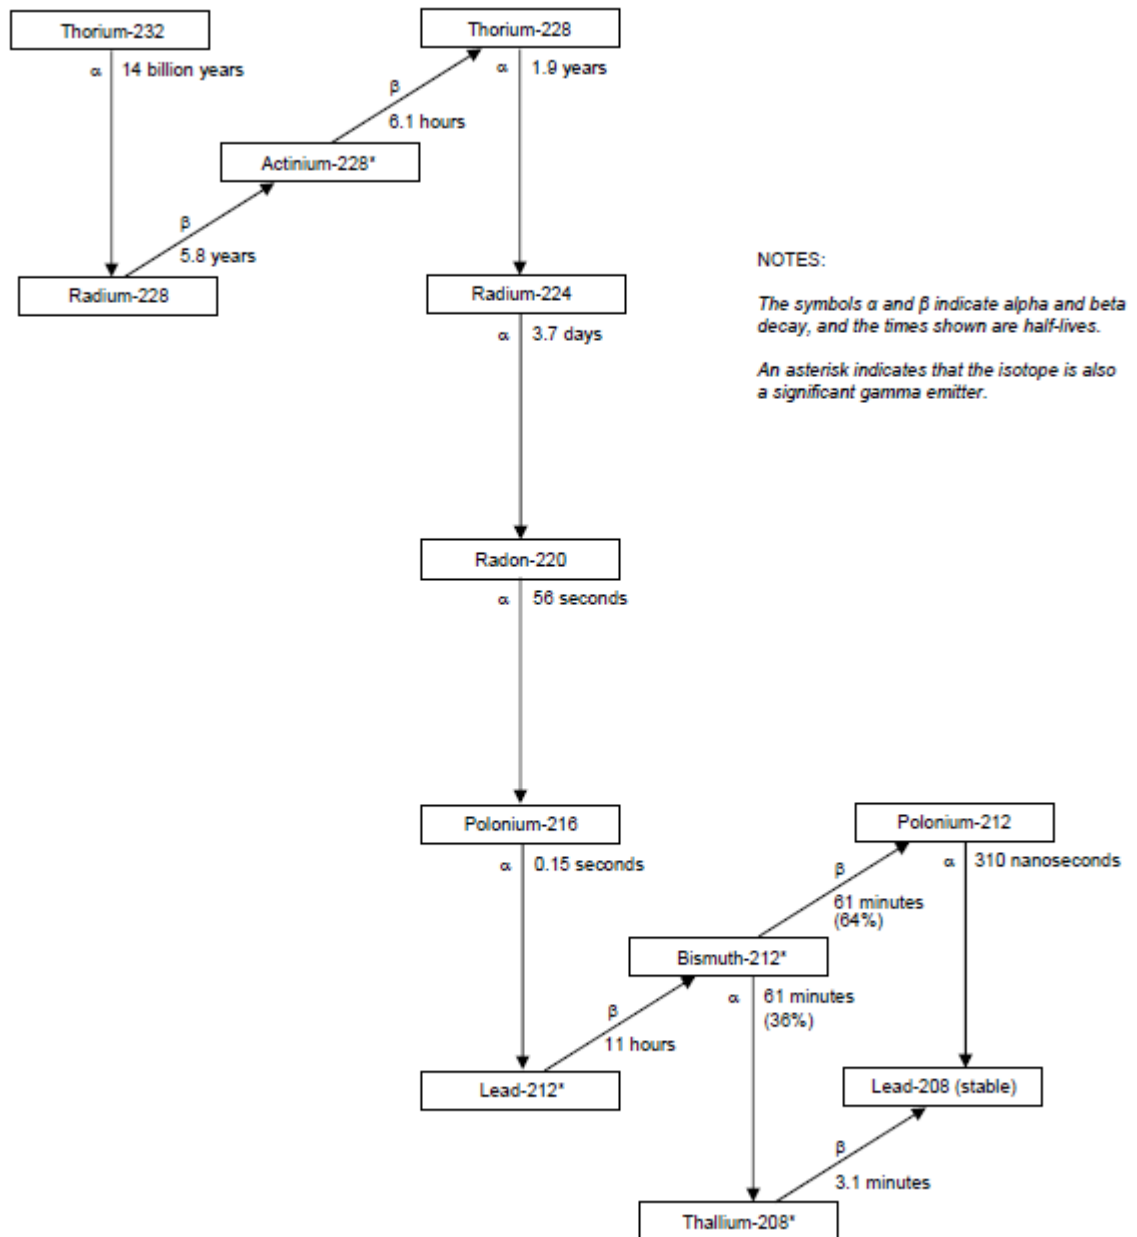 Thorium-232
Thorium-228
α 14 billion years
α 1.9 years
β
6.1 hours
Actinium-228*
β
5.8 years
Radium-228
Radium-224
α 3.7 days
NOTES:
The symbols α and β indicate alpha and beta
decay, and the times shown are half-lives.
An asterisk indicates that the isotope is also
a significant gamma emitter.
Radon-220
α 56 seconds
Polonium-216
Polonium-212
α 0.15 seconds
α 310 nanoseconds
β
61 minutes
(64%)
Bismuth-212*
α 61 minutes
(36%)
β
11 hours
Lead-212*
Lead-208 (stable)
β
3.1 minutes
Thallium-208*